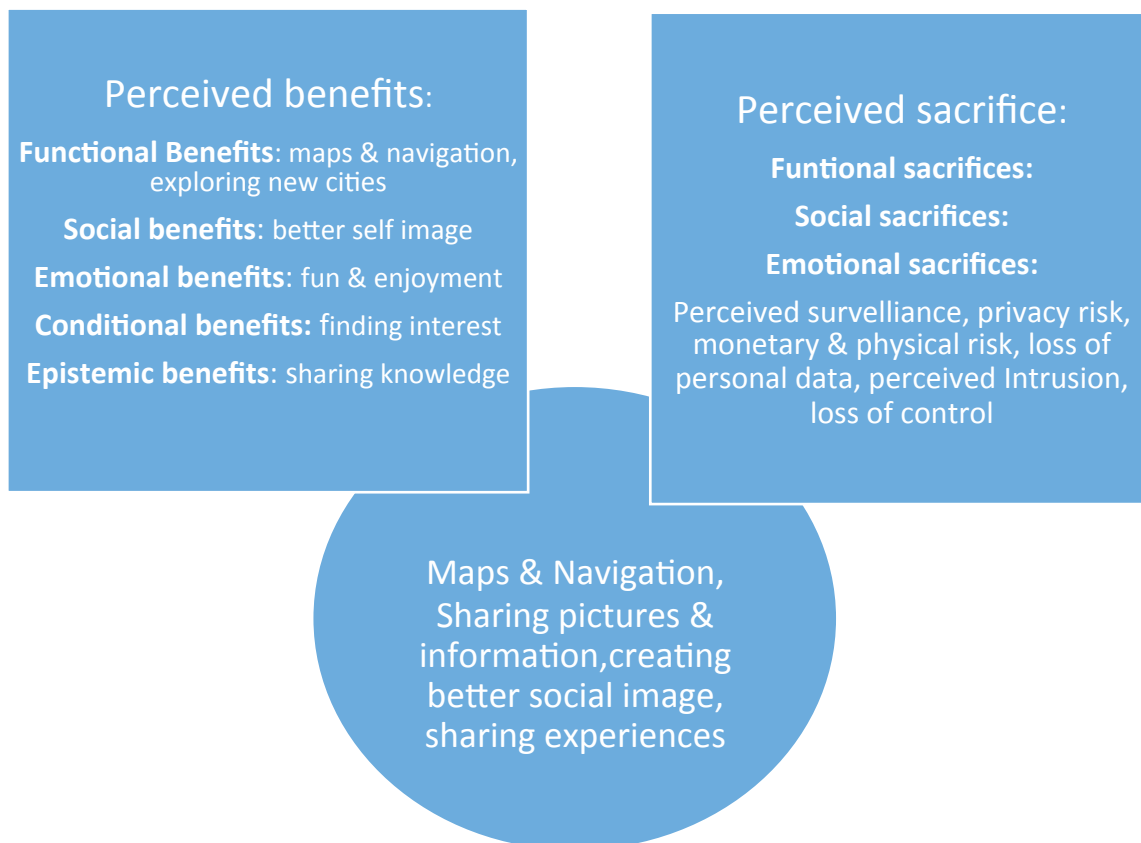 Perceived benefits:
Functional Benefits: maps & navigation,
exploring new cities
Social benefits: better self image
Emotional benefits: fun & enjoyment
Conditional benefits: finding interest
Epistemic benefits: sharing knowledge
Perceived sacrifice:
Funtional sacrifices:
Social sacrifices:
Emotional sacrifices:
Perceived survelliance, privacy risk,
monetary & physical risk, loss of
personal data, perceived Intrusion,
loss of control
Maps & Navigation,
Sharing pictures &
information,creating
better social image,
sharing experiences